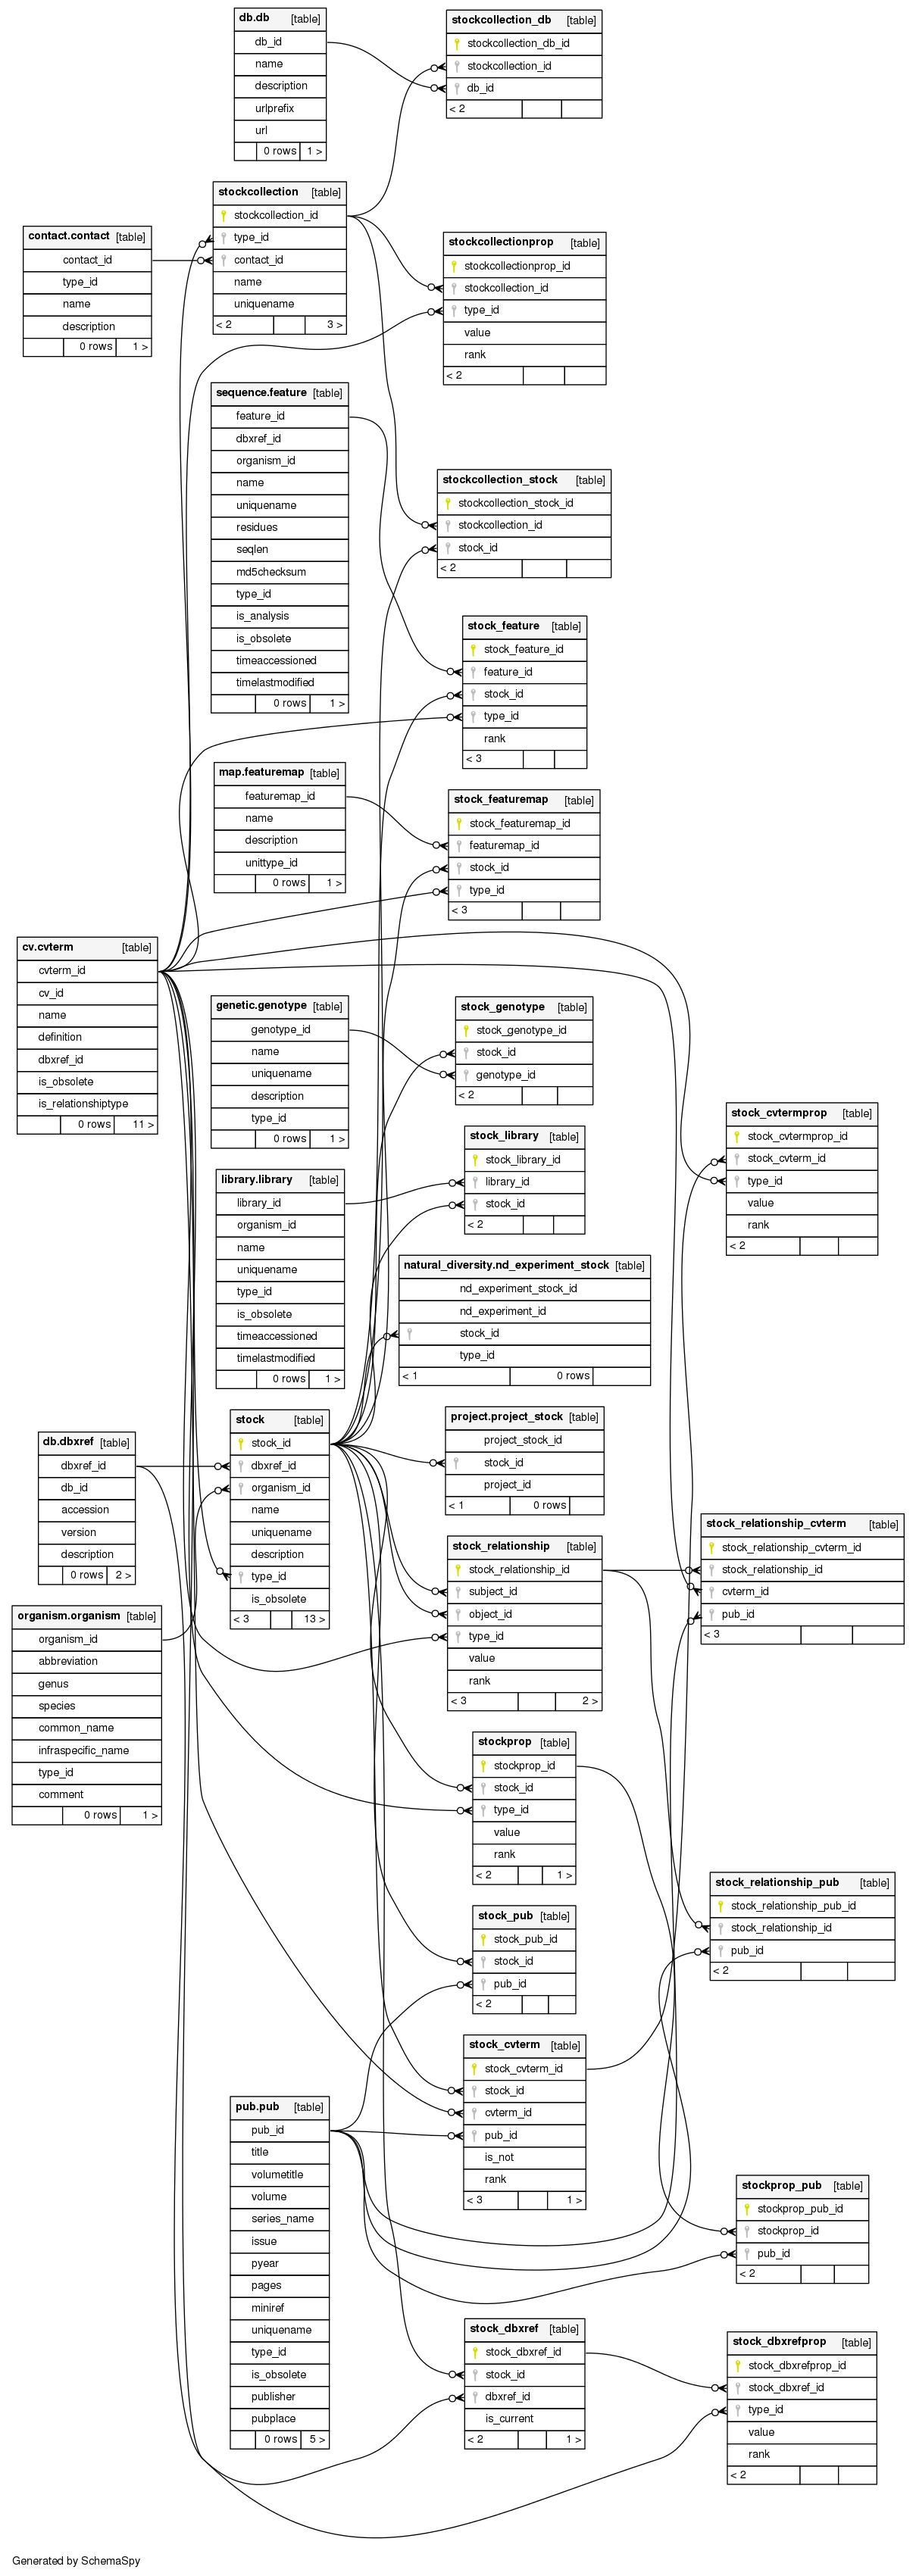 db.db [table]
db_id
name
description
urlprefix
url
0 rows 1 >
stockcollection_db [table]
stockcollection_db_id
stockcollection_id
db_id
< 2
stockcollection [table]
stockcollection_id
type_id
contact_id
name
uniquename
< 2 3 >
contact.contact [table]
contact_id
type_id
name
description
0 rows 1 >
stockcollectionprop [table]
stockcollectionprop_id
stockcollection_id
type_id
value
rank
< 2
sequence.feature [table]
feature_id
dbxref_id
organism_id
name
uniquename
residues
seqlen
md5checksum
type_id
is_analysis
is_obsolete
timeaccessioned
timelastmodified
0 rows 1 >
stockcollection_stock [table]
stockcollection_stock_id
stockcollection_id
stock_id
< 2
stock_feature [table]
stock_feature_id
feature_id
stock_id
type_id
rank
< 3
map.featuremap [table]
featuremap_id
name
description
unittype_id
0 rows 1 >
stock_featuremap [table]
stock_featuremap_id
featuremap_id
stock_id
type_id
< 3
cv.cvterm [table]
cvterm_id
cv_id
name
definition
dbxref_id
is_obsolete
is_relationshiptype
0 rows 11 >
genetic.genotype [table]
genotype_id
name
uniquename
description
type_id
0 rows 1 >
stock_genotype [table]
stock_genotype_id
stock_id
genotype_id
< 2
stock_cvtermprop [table]
stock_cvtermprop_id
stock_cvterm_id
type_id
value
rank
< 2
stock_library [table]
stock_library_id
library_id
stock_id
< 2
library.library [table]
library_id
organism_id
name
uniquename
type_id
is_obsolete
timeaccessioned
timelastmodified
0 rows 1 >
natural_diversity.nd_experiment_stock [table]
nd_experiment_stock_id
nd_experiment_id
stock_id
type_id
< 1 0 rows
stock [table]
stock_id
dbxref_id
organism_id
name
uniquename
description
type_id
is_obsolete
< 3 13 >
project.project_stock [table]
project_stock_id
stock_id
project_id
< 1 0 rows
db.dbxref [table]
dbxref_id
db_id
accession
version
description
0 rows 2 >
stock_relationship_cvterm [table]
stock_relationship_cvterm_id
stock_relationship_id
cvterm_id
pub_id
< 3
stock_relationship [table]
stock_relationship_id
subject_id
object_id
type_id
value
rank
< 3 2 >
organism.organism [table]
organism_id
abbreviation
genus
species
common_name
infraspecific_name
type_id
comment
0 rows 1 >
stockprop [table]
stockprop_id
stock_id
type_id
value
rank
< 2 1 >
stock_relationship_pub [table]
stock_relationship_pub_id
stock_relationship_id
pub_id
< 2
stock_pub [table]
stock_pub_id
stock_id
pub_id
< 2
stock_cvterm [table]
stock_cvterm_id
stock_id
cvterm_id
pub_id
is_not
rank
< 3 1 >
pub.pub [table]
pub_id
title
volumetitle
volume
series_name
issue
pyear
pages
miniref
uniquename
type_id
is_obsolete
publisher
pubplace
0 rows 5 >
stockprop_pub [table]
stockprop_pub_id
stockprop_id
pub_id
< 2
stock_dbxref [table]
stock_dbxref_id
stock_id
dbxref_id
is_current
< 2 1 >
stock_dbxrefprop [table]
stock_dbxrefprop_id
stock_dbxref_id
type_id
value
rank
< 2
Generated by SchemaSpy